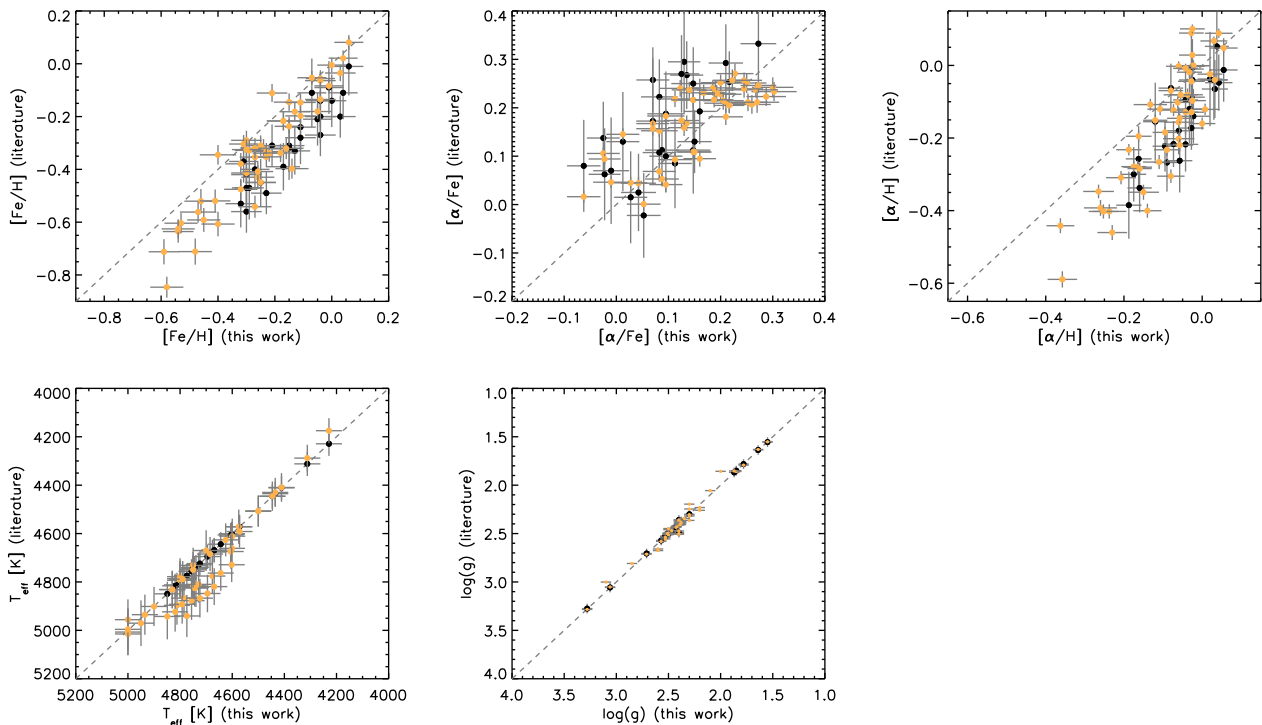 0.2
0.0
−0.2
−0.4
−0.6
−0.8
[Fe/H] (literature)
−0.8 −0.6 −0.4 −0.2 0.0 0.2
[Fe/H] (this work)
0.4
0.3
0.2
0.1
0.0
−0.1
−0.2
[α/Fe] (literature)
−0.2 −0.1 0.0 0.1 0.2 0.3 0.4
[α/Fe] (this work)
0.0
−0.2
−0.4
−0.6
[α/H] (literature)
−0.6 −0.4 −0.2 0.0
[α/H] (this work)
4000
4200
4400
4600
4800
5000
5200
Teff [K] (literature)
5200 5000 4800 4600 4400 4200 4000
Teff [K] (this work)
1.0
1.5
2.0
2.5
3.0
3.5
4.0
log(g) (literature)
4.0 3.5 3.0 2.5 2.0 1.5 1.0
log(g) (this work)